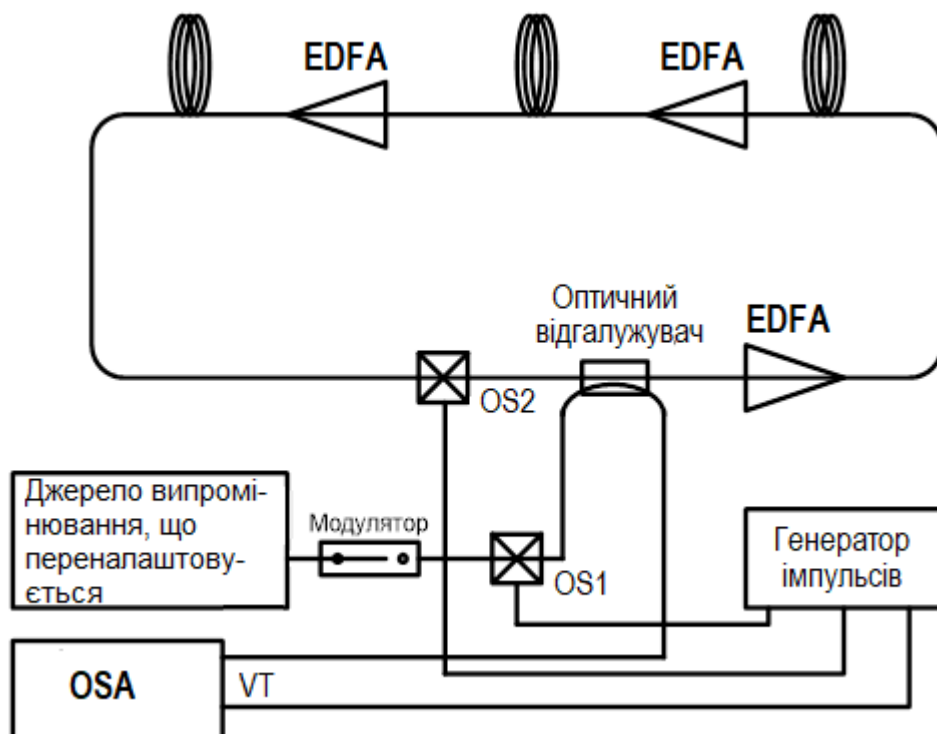 EDFA
EDFA
Оптичний
відгалужувач
EDFA
OS2
Джерело випромі-
нювання, що
переналаштову-
ється
Модулятор
OS1
Генератор
імпульсів
OSA
VT